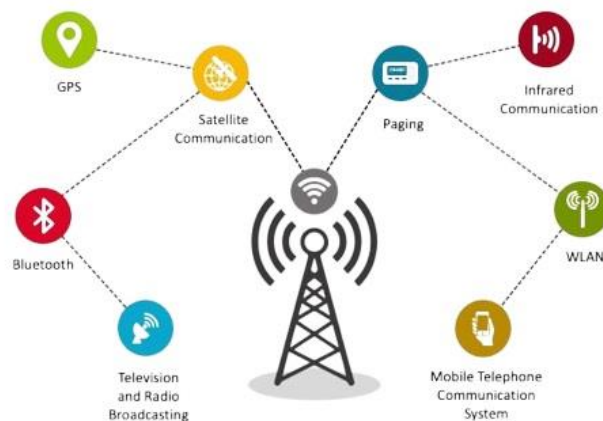 GPS
Satellite
Communication
Paging
Infrared
Communication
Bluetooth
WLAN
Television
and Radio
Broadcasting
Mobile Telephone
Communication
System